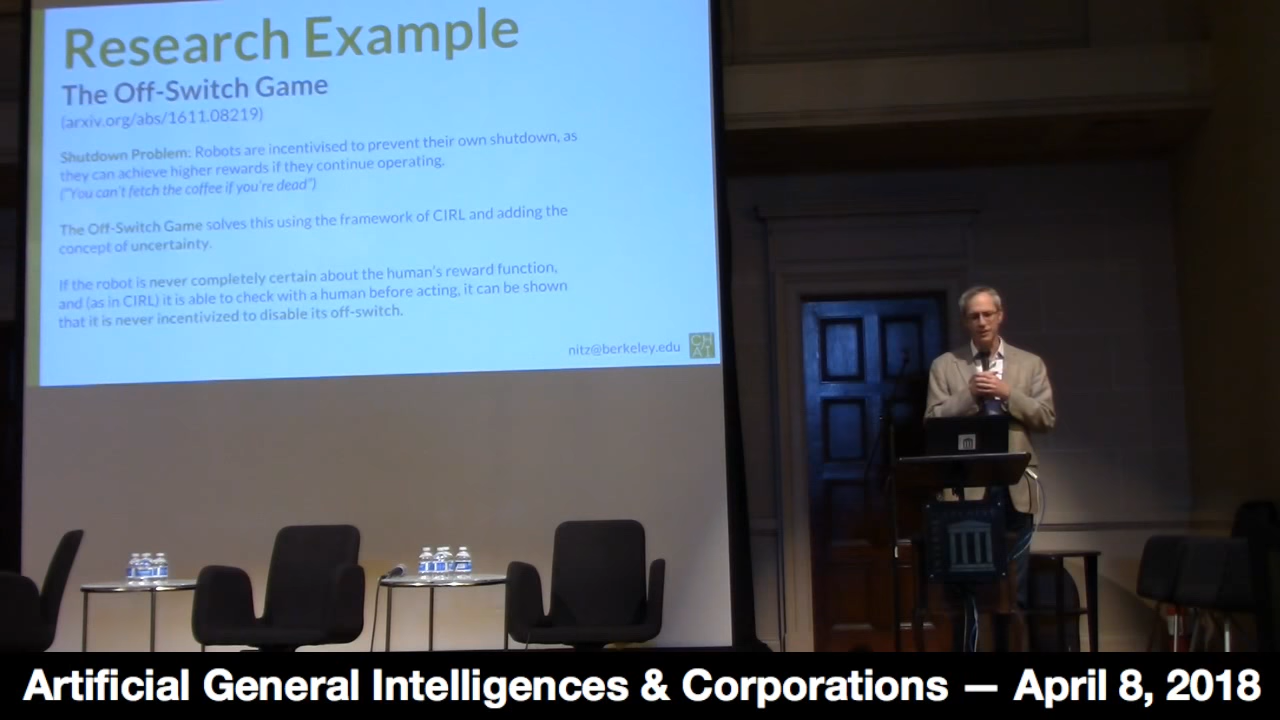 Research Example
The Off-Switch Game
(arxiv.org/abs/1611.08219)
Shutdown Problem: Robots are incentivised to prevent their own shutdown, as
they can achieve higher rewards if they continue operating.
("You can't fetch the coffee if you're dead")
The Off-Switch Game solves this using the framework of CIRL and adding the
concept of uncertainty.
If the robot is never completely certain about the human's reward function,
and (as in CIRL) it is able to check with a human before acting, it can be shown
that it is never incentivized to disable its off-switch.
nitz@berkeley.edu
CH
AI
Artificial General Intelligences & Corporations — April 8, 2018